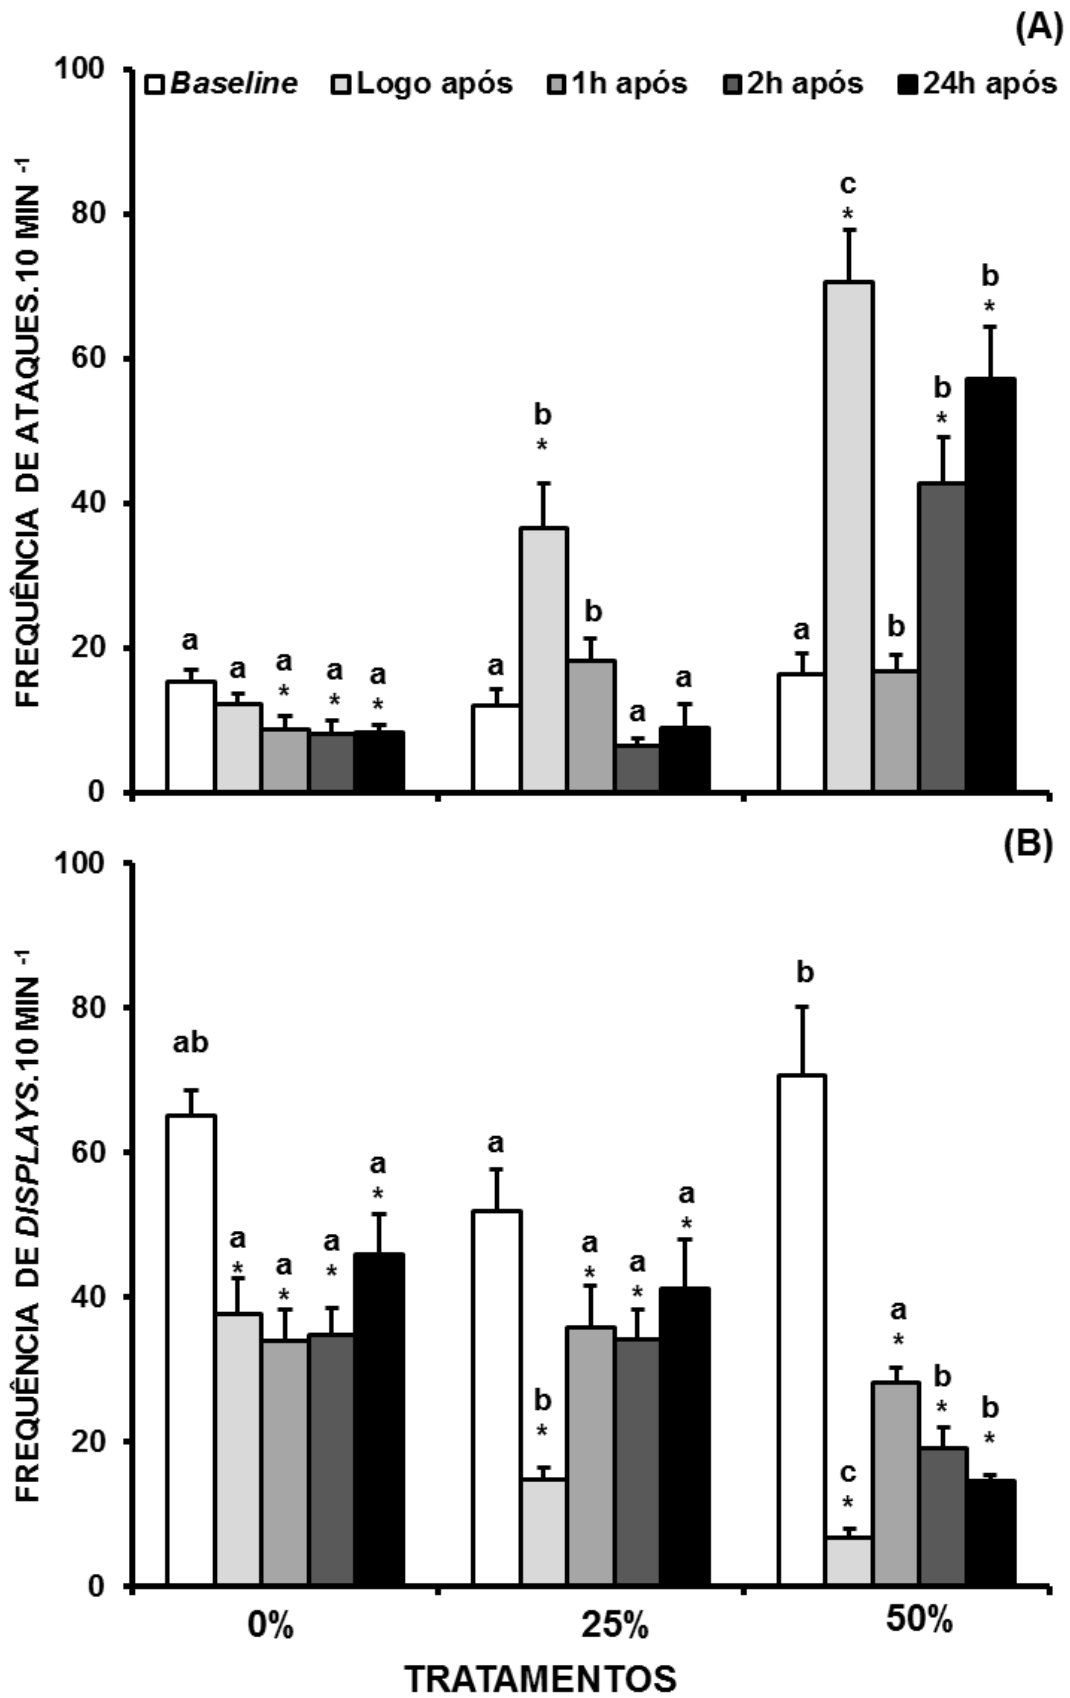 (A)
100
Baseline Logo após 1h após 2h após 24h após
FREQUÊNCIA DE ATAQUES.10 MIN -1
80
60
40
20
0
c
*
b
*
b
*
b
*
b
b
a
a
a
*
a
*
a
*
a
a
a
a
(B)
100
FREQUÊNCIA DE DISPLAYS.10 MIN -1
80
60
40
20
0
ab
a
*
a
*
a
*
a
*
a
b
*
a
*
a
*
a
*
b
c
*
a
*
b
*
b
*
0% 25% 50%
TRATAMENTOS